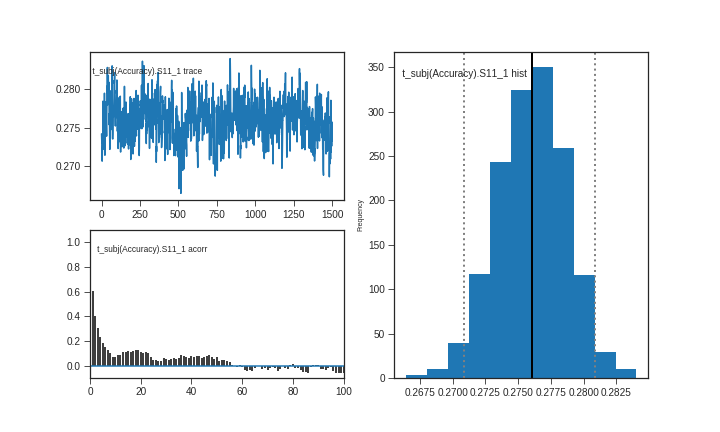 t_subj(Accuracy).S11_1 trace
0.280
0.275
0.270
0 250 500 750 1000 1250 1500
t_subj(Accuracy).S11_1 acorr
1.0
0.8
0.6
0.4
0.2
0.0
0 20 40 60 80 100
t_subj(Accuracy).S11_1 hist
Frequency
350
300
250
200
150
100
50
0
0.2675 0.2700 0.2725 0.2750 0.2775 0.2800 0.2825